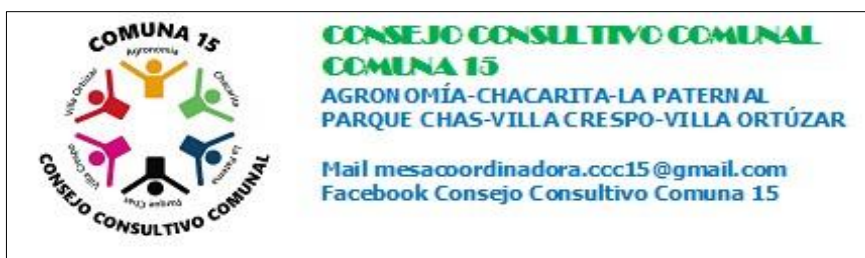 COMUNA 15
Agronomía
Chacarita
La Paternal
Parque Chas
Villa Crespo
Villa Ortúzar
CONSEJO CONSULTIVO COMUNAL
CONSEJO CONSULTIVO COMUNAL
COMUNA 15
AGRONOMÍA-CHACARITA-LA PATERNAL
PARQUE CHAS-VILLA CRESPO-VILLA ORTÚZAR
Mail mesacoordinadora.ccc15@gmail.com
Facebook Consejo Consultivo Comuna 15